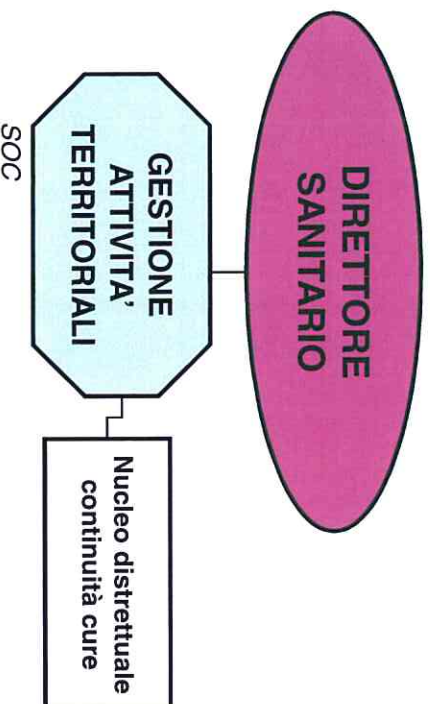 DIRETTORE
SANITARIO
GESTIONE
ATTIVITA'
TERRITORIALI
SOC
Nucleo distrettuale
continuità cure